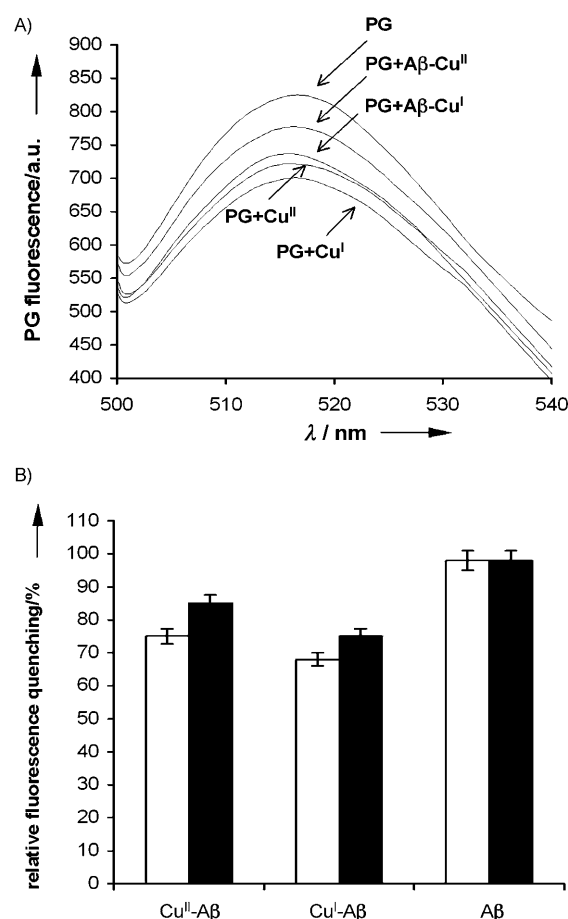 A)
PG
PG+Aβ-Cuᴵᴵ
PG+Aβ-Cuᴵ
PG+Cuᴵᴵ
PG+Cuᴵ
PG fluorescence/a.u.
900
850
800
750
700
650
600
550
500
450
400
500
510
520
530
540
λ / nm
B)
relative fluorescence quenching/%
110
100
90
80
70
60
50
40
30
20
10
0
Cuᴵᴵ-Aβ
Cuᴵ-Aβ
Aβ